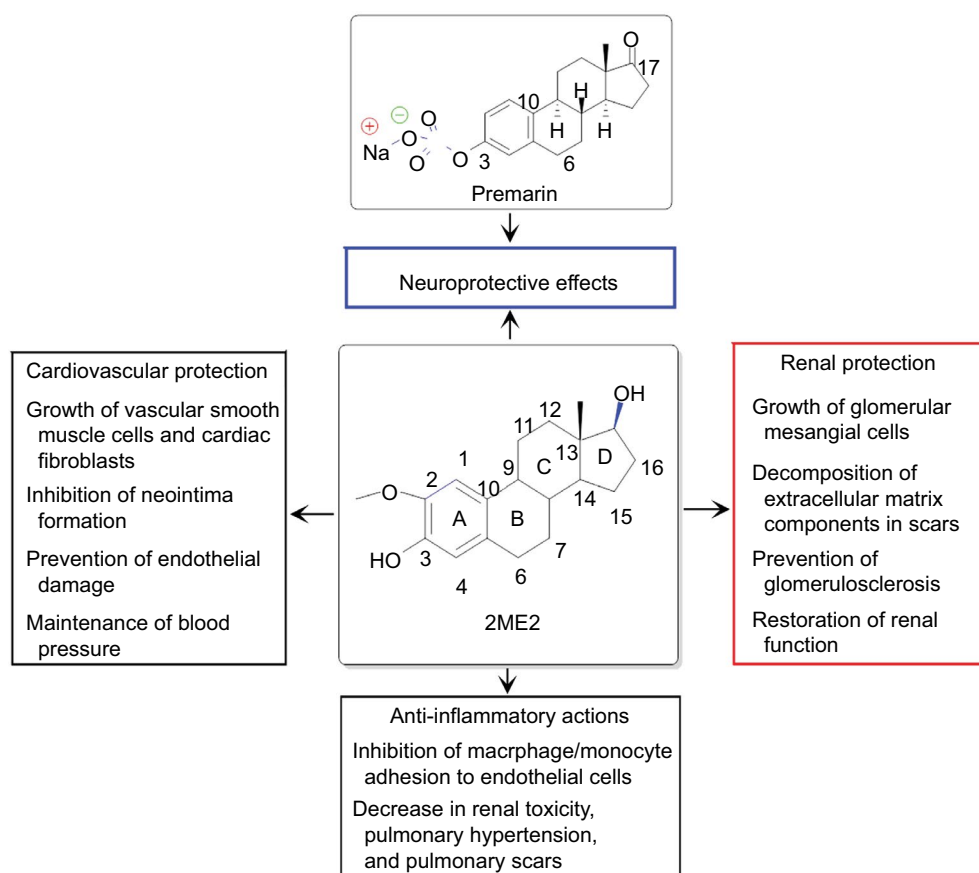 O
17
H
10
H
H
⊕
⊖
O
O
Na
O
O
3
6
Premarin
Neuroprotective effects
Cardiovascular protection
Growth of vascular smooth
muscle cells and cardiac
fibroblasts
Inhibition of neointima
formation
Prevention of endothelial
damage
Maintenance of blood
pressure
OH
12
11
13
D
16
1
9
C
2
10
14
O
15
A
B
7
HO
3
6
4
2ME2
Renal protection
Growth of glomerular
mesangial cells
Decomposition of
extracellular matrix
components in scars
Prevention of
glomerulosclerosis
Restoration of renal
function
Anti-inflammatory actions
Inhibition of macrphage/monocyte
adhesion to endothelial cells
Decrease in renal toxicity,
pulmonary hypertension,
and pulmonary scars